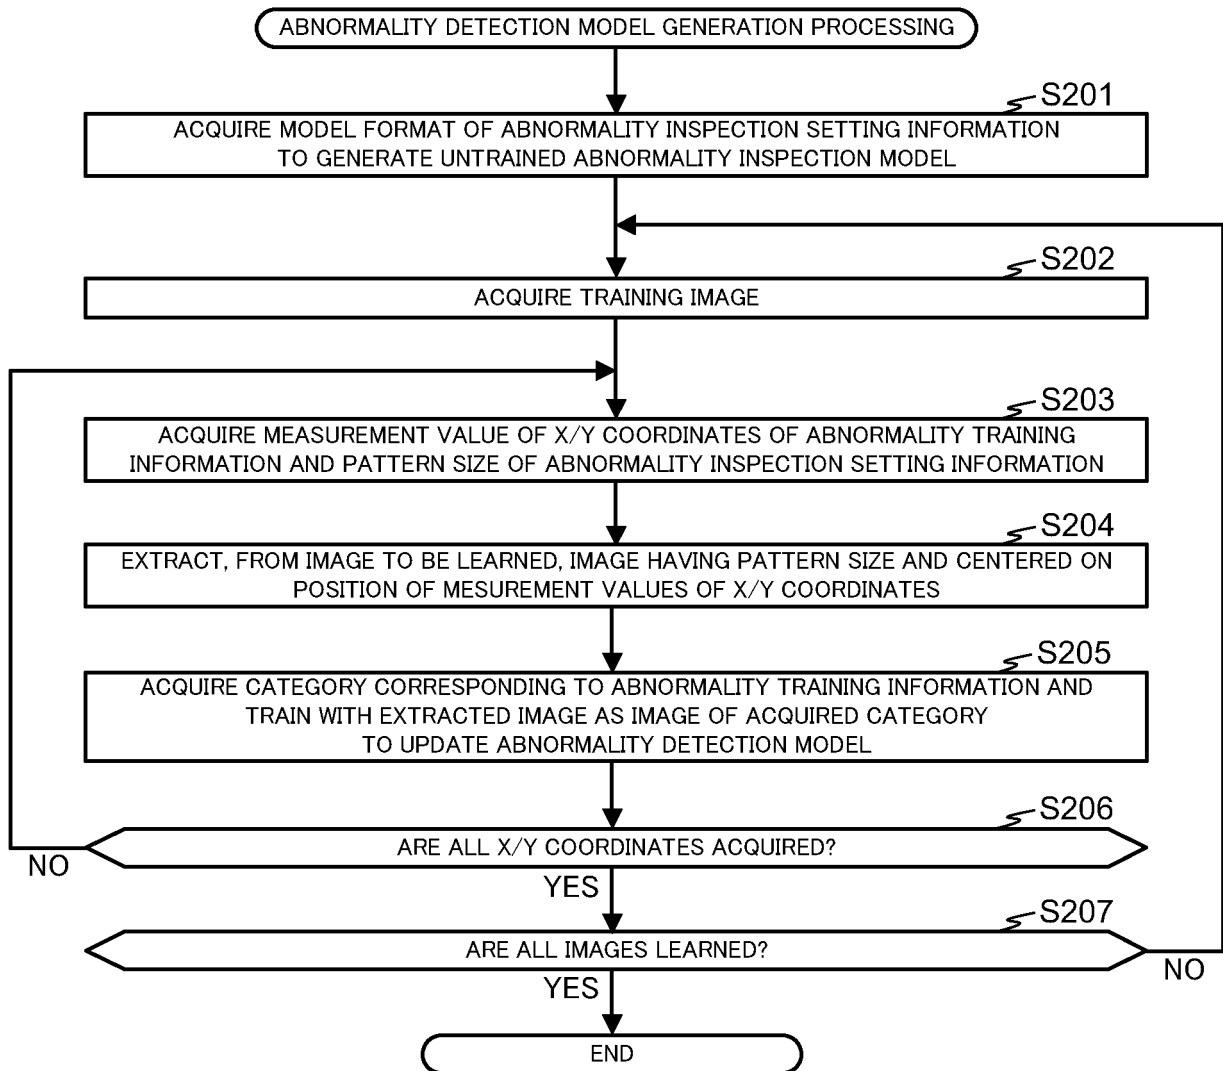 ABNORMALITY DETECTION MODEL GENERATION PROCESSING
S201
ACQUIRE MODEL FORMAT OF ABNORMALITY INSPECTION SETTING INFORMATION
TO GENERATE UNTRAINED ABNORMALITY INSPECTION MODEL
S202
ACQUIRE TRAINING IMAGE
S203
ACQUIRE MEASUREMENT VALUE OF X/Y COORDINATES OF ABNORMALITY TRAINING
INFORMATION AND PATTERN SIZE OF ABNORMALITY INSPECTION SETTING INFORMATION
S204
EXTRACT, FROM IMAGE TO BE LEARNED, IMAGE HAVING PATTERN SIZE AND CENTERED ON
POSITION OF MESUREMENT VALUES OF X/Y COORDINATES
S205
ACQUIRE CATEGORY CORRESPONDING TO ABNORMALITY TRAINING INFORMATION AND
TRAIN WITH EXTRACTED IMAGE AS IMAGE OF ACQUIRED CATEGORY
TO UPDATE ABNORMALITY DETECTION MODEL
S206
ARE ALL X/Y COORDINATES ACQUIRED?
NO
YES
S207
ARE ALL IMAGES LEARNED?
NO
YES
END